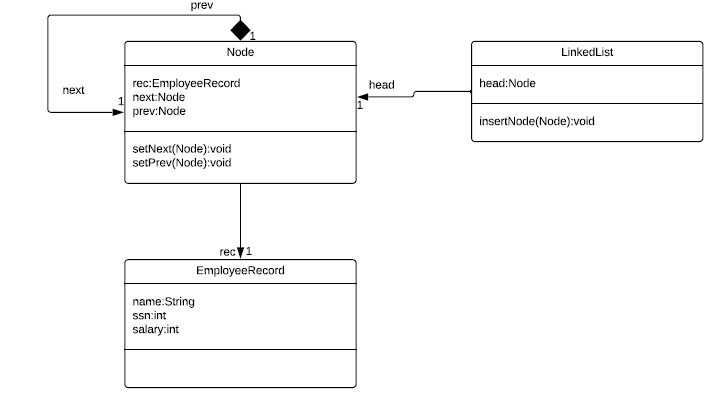 prev
1
Node
LinkedList
rec:EmployeeRecord
next:Node
prev:Node
next
1
head
1
head:Node
insertNode(Node):void
setNext(Node):void
setPrev(Node):void
rec
1
EmployeeRecord
name:String
ssn:int
salary:int